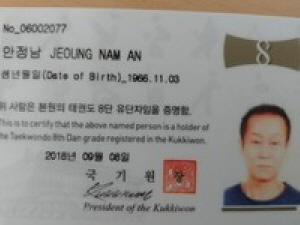 No_06002077
안정남 JEOUNG NAM AN
생년월일(Date of Birth)_1966.11.03
8
위 사람은 본원의 태권도 8단 유단자임을 증명함.
This is to certify that the above named person is a holder of
the Taekwondo 8th Dan grade registered in the Kukkiwon.
2018년 09월 08일
국 기 원 장
President of the Kukkiwon